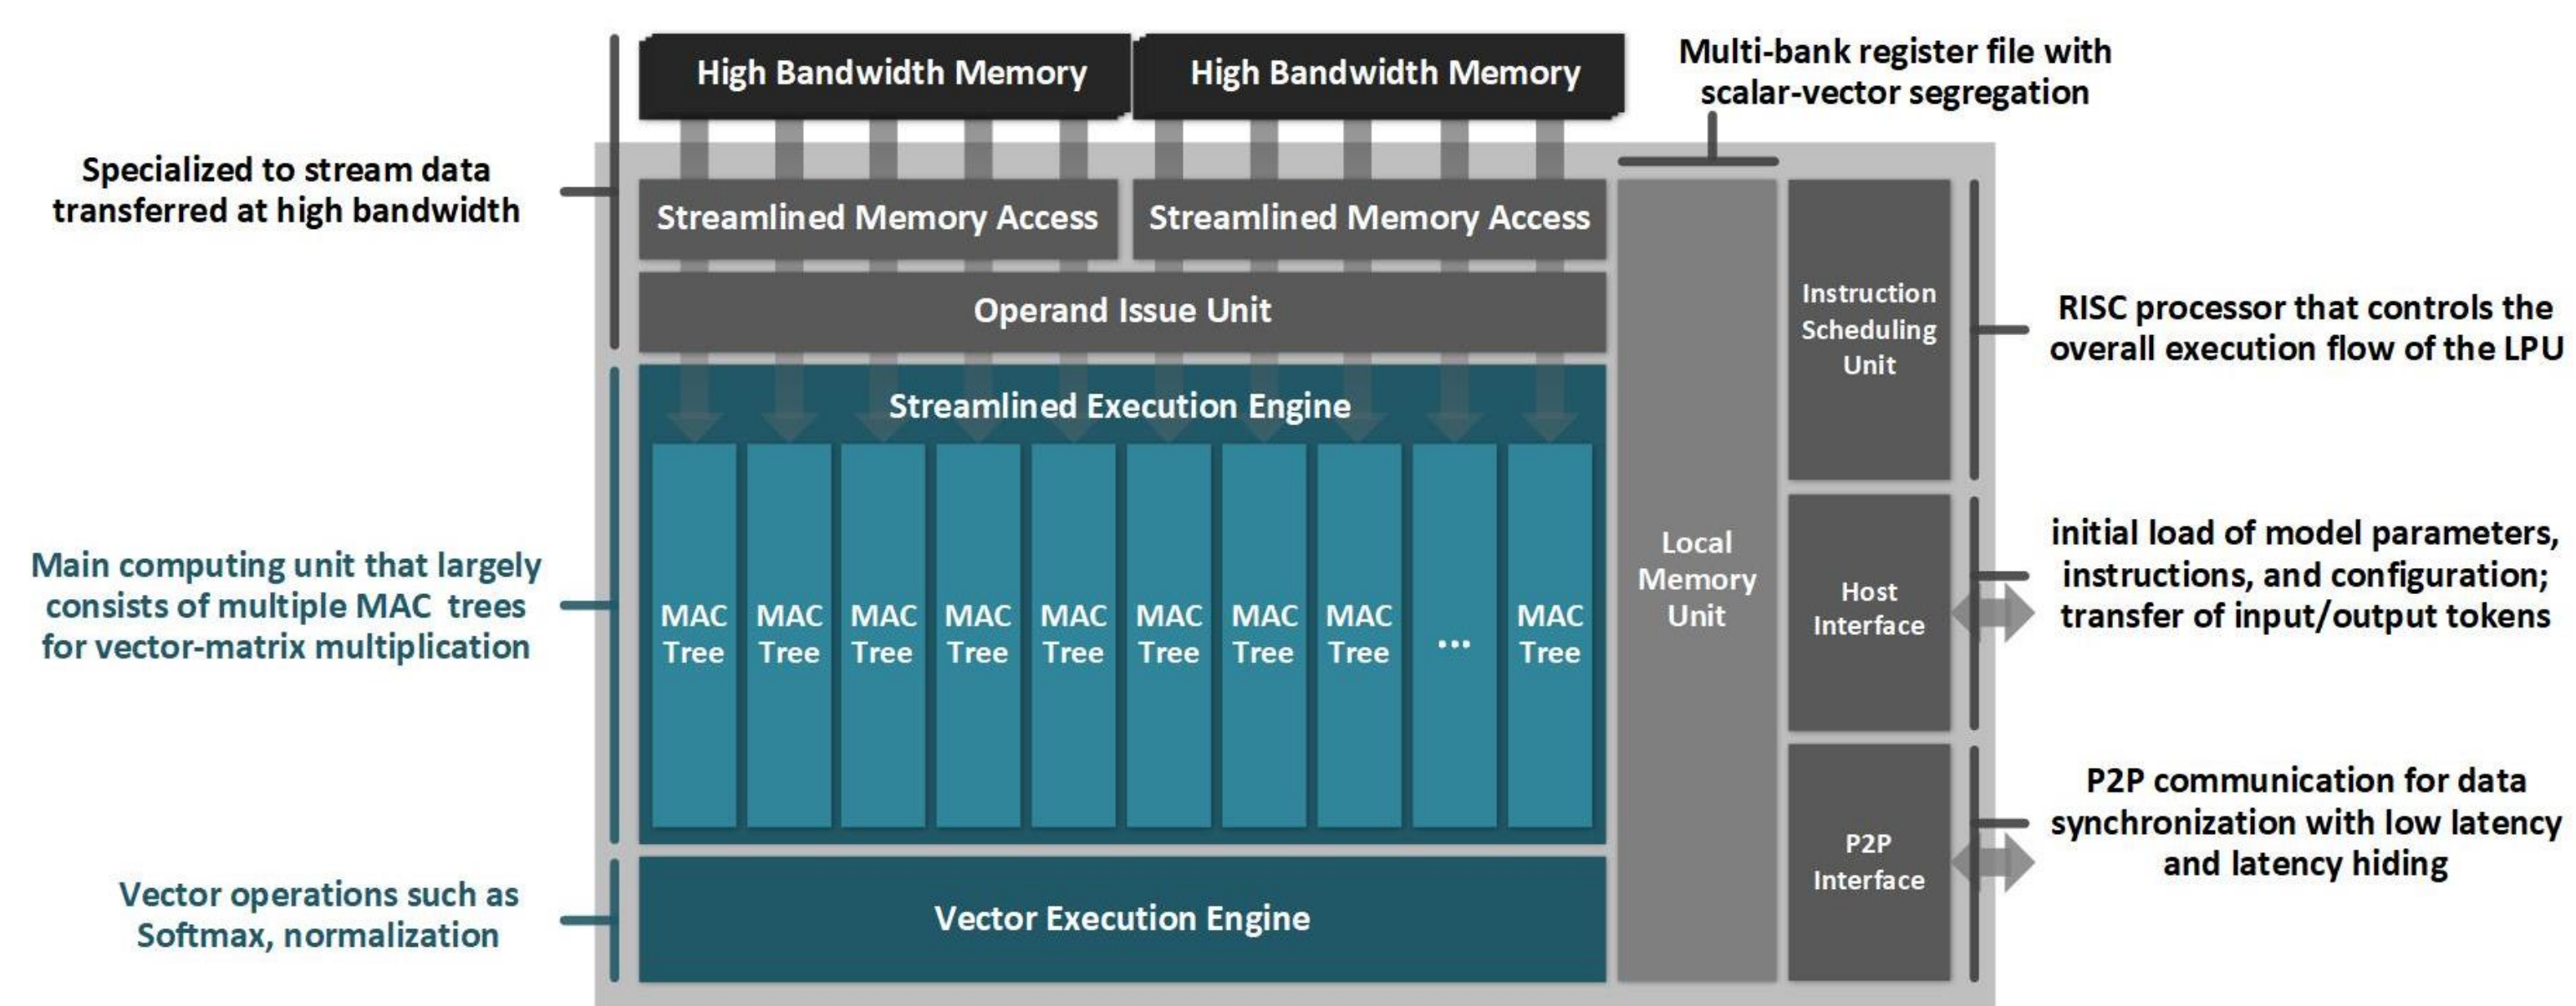 High Bandwidth Memory
High Bandwidth Memory
Multi-bank register file with
scalar-vector segregation
Specialized to stream data
transferred at high bandwidth
Streamlined Memory Access
Streamlined Memory Access
Operand Issue Unit
Instruction
Scheduling
Unit
RISC processor that controls the
overall execution flow of the LPU
Streamlined Execution Engine
Main computing unit that largely
consists of multiple MAC trees
for vector-matrix multiplication
MAC
Tree
MAC
Tree
MAC
Tree
MAC
Tree
MAC
Tree
MAC
Tree
MAC
Tree
MAC
Tree
...
MAC
Tree
Local
Memory
Unit
Host
Interface
initial load of model parameters,
instructions, and configuration;
transfer of input/output tokens
P2P
Interface
P2P communication for data
synchronization with low latency
and latency hiding
Vector operations such as
Softmax, normalization
Vector Execution Engine